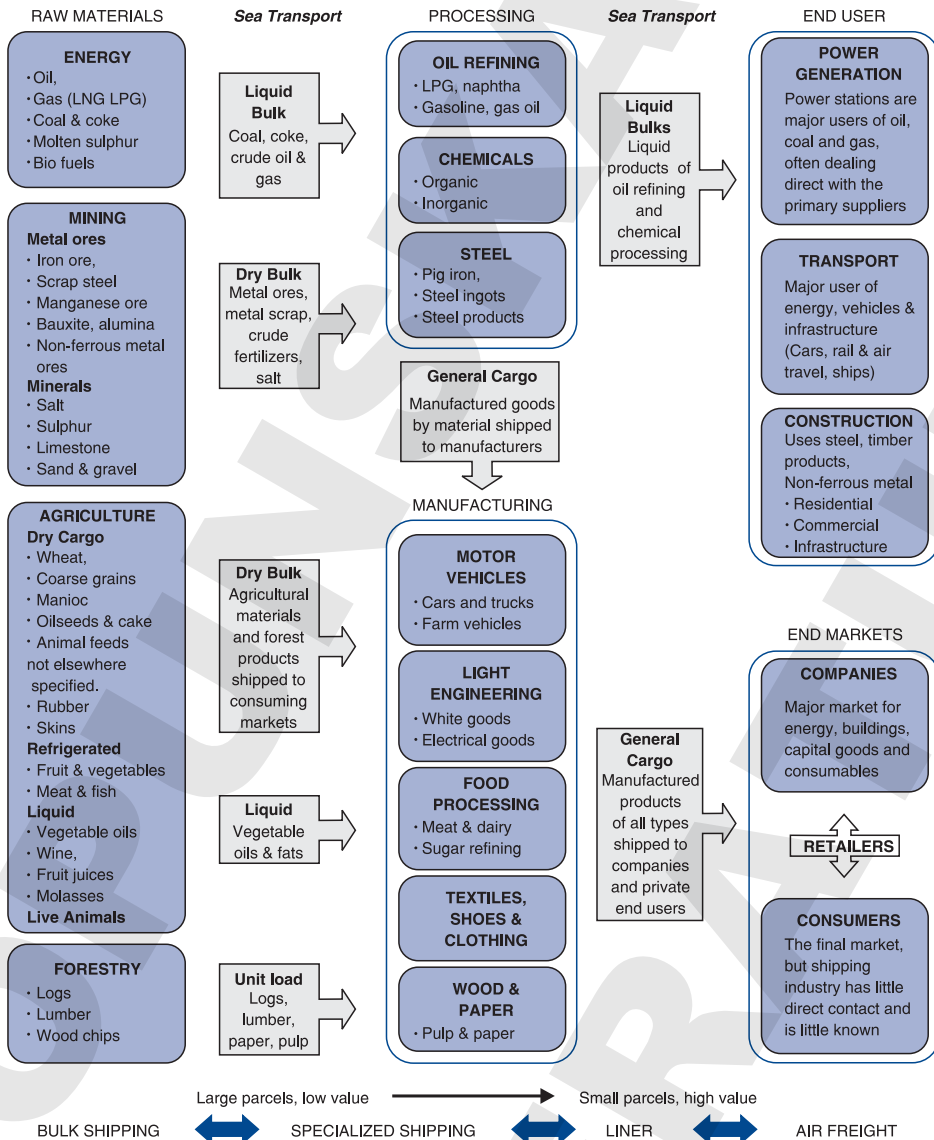 RAW MATERIALS
Sea Transport
PROCESSING
Sea Transport
END USER
ENERGY
· Oil,
· Gas (LNG LPG)
· Coal & coke
· Molten sulphur
· Bio fuels
MINING
Metal ores
· Iron ore,
· Scrap steel
· Manganese ore
· Bauxite, alumina
· Non-ferrous metal
ores
Minerals
· Salt
· Sulphur
· Limestone
· Sand & gravel
AGRICULTURE
Dry Cargo
· Wheat,
· Coarse grains
· Manioc
· Oilseeds & cake
· Animal feeds
not elsewhere
specified.
· Rubber
· Skins
Refrigerated
· Fruit & vegetables
· Meat & fish
Liquid
· Vegetable oils
· Wine,
· Fruit juices
· Molasses
Live Animals
FORESTRY
· Logs
· Lumber
· Wood chips
Liquid
Bulk
Coal, coke,
crude oil &
gas
Dry Bulk
Metal ores,
metal scrap,
crude
fertilizers,
salt
Dry Bulk
Agricultural
materials
and forest
products
shipped to
consuming
markets
Liquid
Vegetable
oils & fats
Unit load
Logs,
lumber,
paper, pulp
OIL REFINING
· LPG, naphtha
· Gasoline, gas oil
CHEMICALS
· Organic
· Inorganic
STEEL
· Pig iron,
· Steel ingots
· Steel products
General Cargo
Manufactured goods
by material shipped
to manufacturers
MANUFACTURING
MOTOR
VEHICLES
· Cars and trucks
· Farm vehicles
LIGHT
ENGINEERING
· White goods
· Electrical goods
FOOD
PROCESSING
· Meat & dairy
· Sugar refining
TEXTILES,
SHOES &
CLOTHING
WOOD &
PAPER
· Pulp & paper
Liquid
Bulks
Liquid
products of
oil refining
and
chemical
processing
General
Cargo
Manufactured
products
of all types
shipped to
companies
and private
end users
POWER
GENERATION
Power stations are
major users of oil,
coal and gas,
often dealing
direct with the
primary suppliers
TRANSPORT
Major user of
energy, vehicles &
infrastructure
(Cars, rail & air
travel, ships)
CONSTRUCTION
Uses steel, timber
products,
Non-ferrous metal
· Residential
· Commercial
· Infrastructure
END MARKETS
COMPANIES
Major market for
energy, buildings,
capital goods and
consumables
RETAILERS
CONSUMERS
The final market,
but shipping
industry has little
direct contact and
is little known
Large parcels, low value
Small parcels, high value
BULK SHIPPING
SPECIALIZED SHIPPING
LINER
AIR FREIGHT